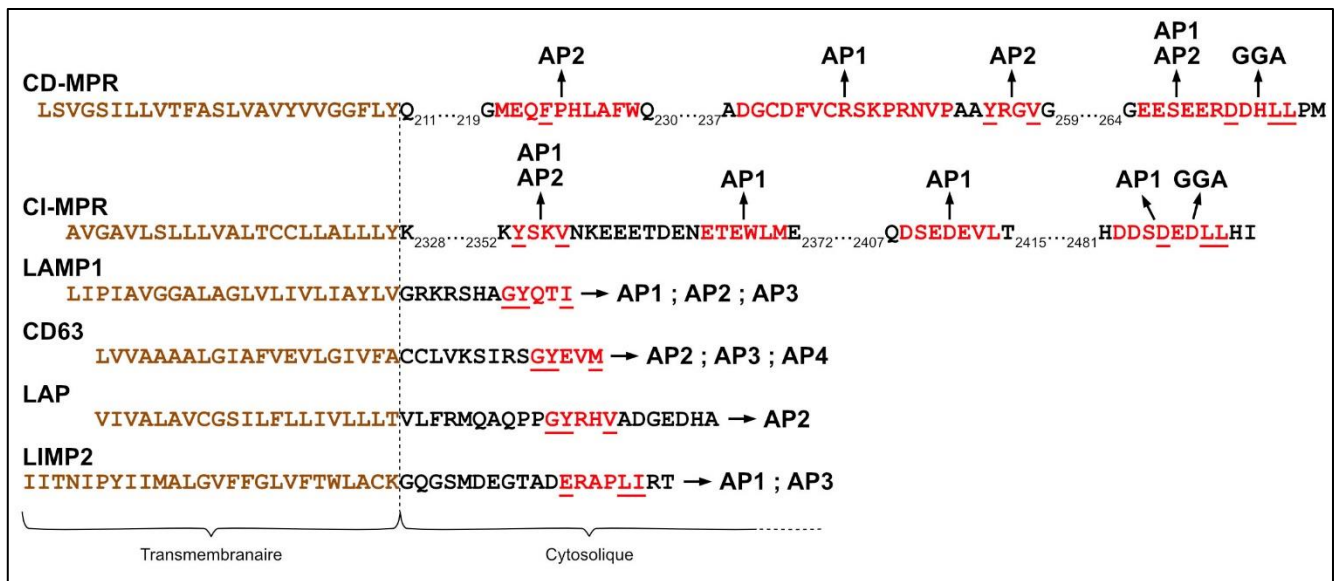 AP1
AP2 AP1 AP2 AP2 GGA
CD-MPR
LSVGSILLVTFASLVAVYVVGGFLYQ211...219GMEQFPHLAFWQ230...237ADGCDFVCRSKPRNVPAAYRGVG259...264GEESEERDDHLLPM
AP1
AP2 AP1 AP1 AP1 GGA
CI-MPR
AVGAVLSLLLVALTCCLLALLLYK2328...2352KYSKVNKEEETDENETEWLMEE2372...2407QDSEDEVLT2415...2481HDDSDEDLLHI
LAMP1
LIPIAVGGALAGLVLIVLIAYLVGRKRSHAGYQTI → AP1 ; AP2 ; AP3
CD63
LVVAAAALGIAFVEVLGIVFACCLVKSIRSGYEVM → AP2 ; AP3 ; AP4
LAP
VIVALAVCGSILFLLIVLLLTVLFRMQAQPPGYRHVADGEDHA → AP2
LIMP2
IITNIPYIIMALGVFFGLVFTWLACKGQGSMDEGTADERAPLIRT → AP1 ; AP3
Transmembranaire Cytosolique